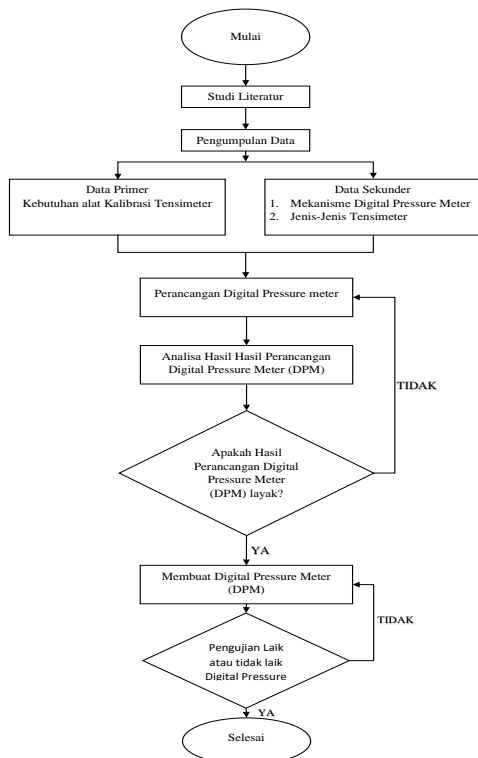 Mulai
Studi Literatur
Pengumpulan Data
Data Primer
Kebutuhan alat Kalibrasi Tensimeter
Data Sekunder
1. Mekanisme Digital Pressure Meter
2. Jenis-Jenis Tensimeter
Perancangan Digital Pressure meter
Analisa Hasil Hasil Perancangan
Digital Pressure Meter (DPM)
TIDAK
Apakah Hasil
Perancangan Digital
Pressure Meter
(DPM) layak?
YA
Membuat Digital Pressure Meter
(DPM)
TIDAK
Pengujian Laik
atau tidak laik
Digital Pressure
YA
Selesai